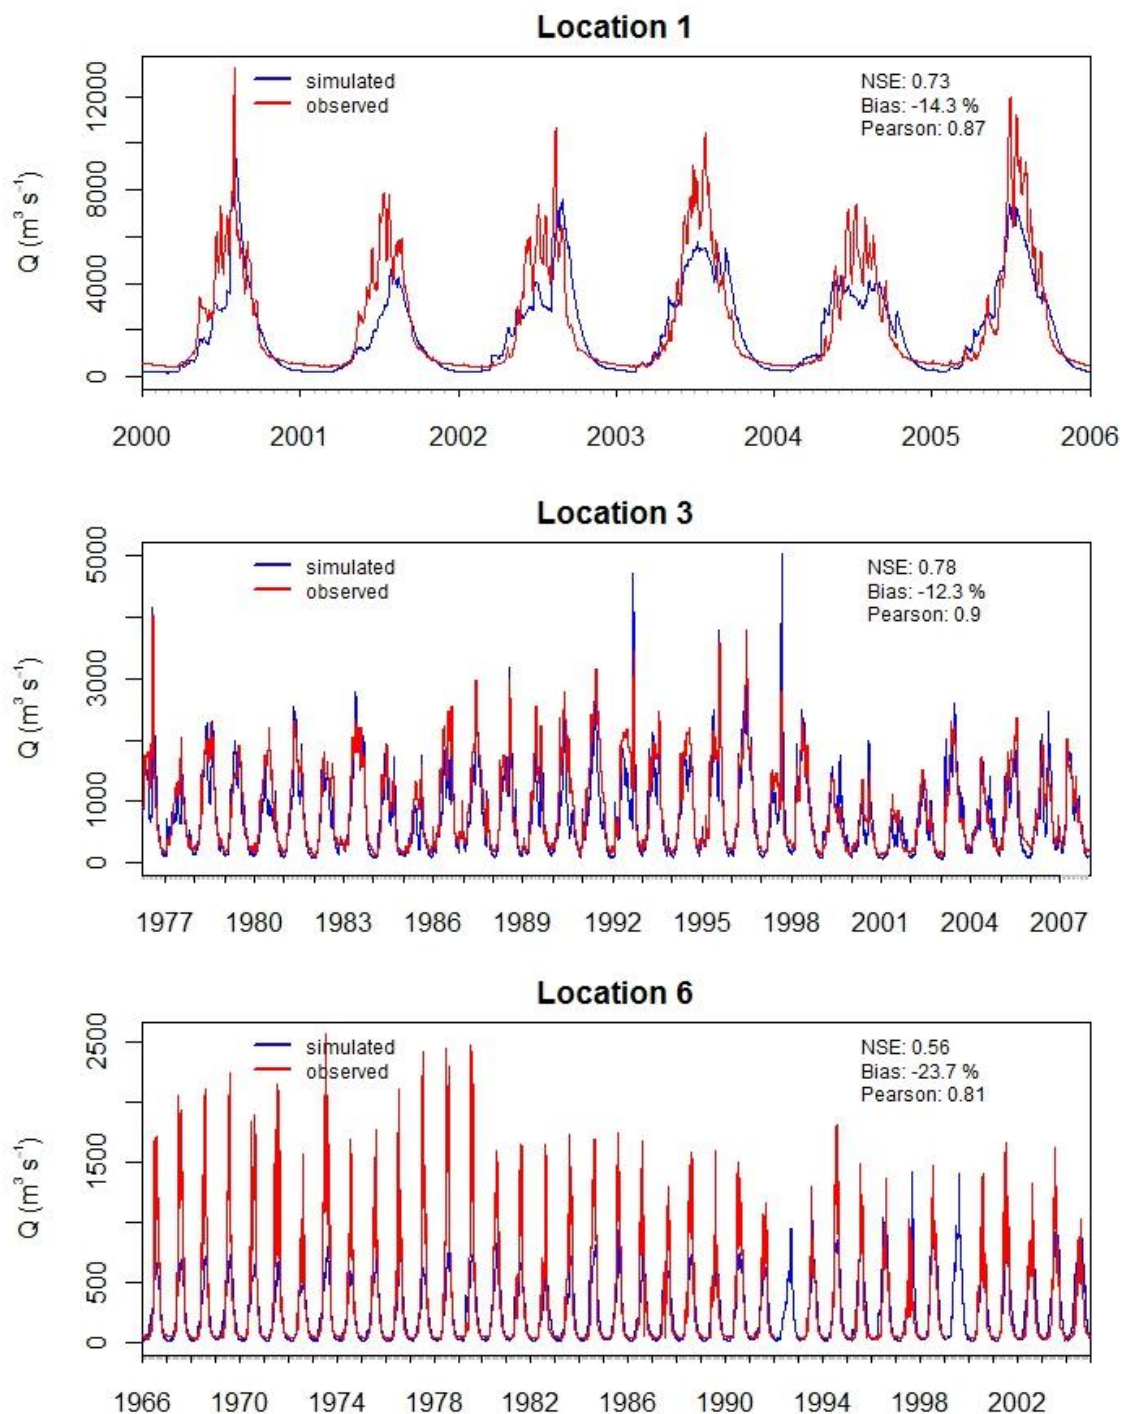 Location 1
simulated
observed
NSE: 0.73
Bias: -14.3 %
Pearson: 0.87
Q (m³ s⁻¹)
12000
8000
4000
0
2000 2001 2002 2003 2004 2005 2006
Location 3
simulated
observed
NSE: 0.78
Bias: -12.3 %
Pearson: 0.9
Q (m³ s⁻¹)
5000
3000
1000
0
1977 1980 1983 1986 1989 1992 1995 1998 2001 2004 2007
Location 6
simulated
observed
NSE: 0.56
Bias: -23.7 %
Pearson: 0.81
Q (m³ s⁻¹)
2500
1500
500
0
1966 1970 1974 1978 1982 1986 1990 1994 1998 2002